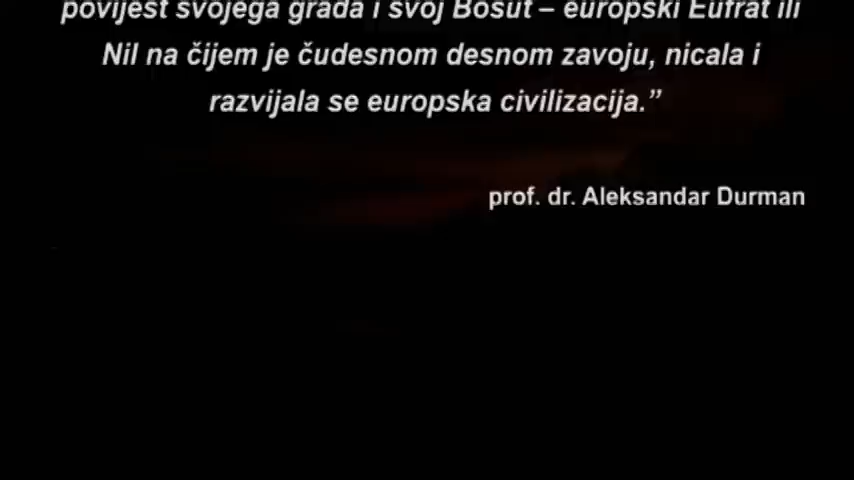 povijest svojega grada i svoj Bosut – europski Eufrat ili
Nil na čijem je čudesnom desnom zavoju, nicala i
razvijala se europska civilizacija.”
prof. dr. Aleksandar Durman